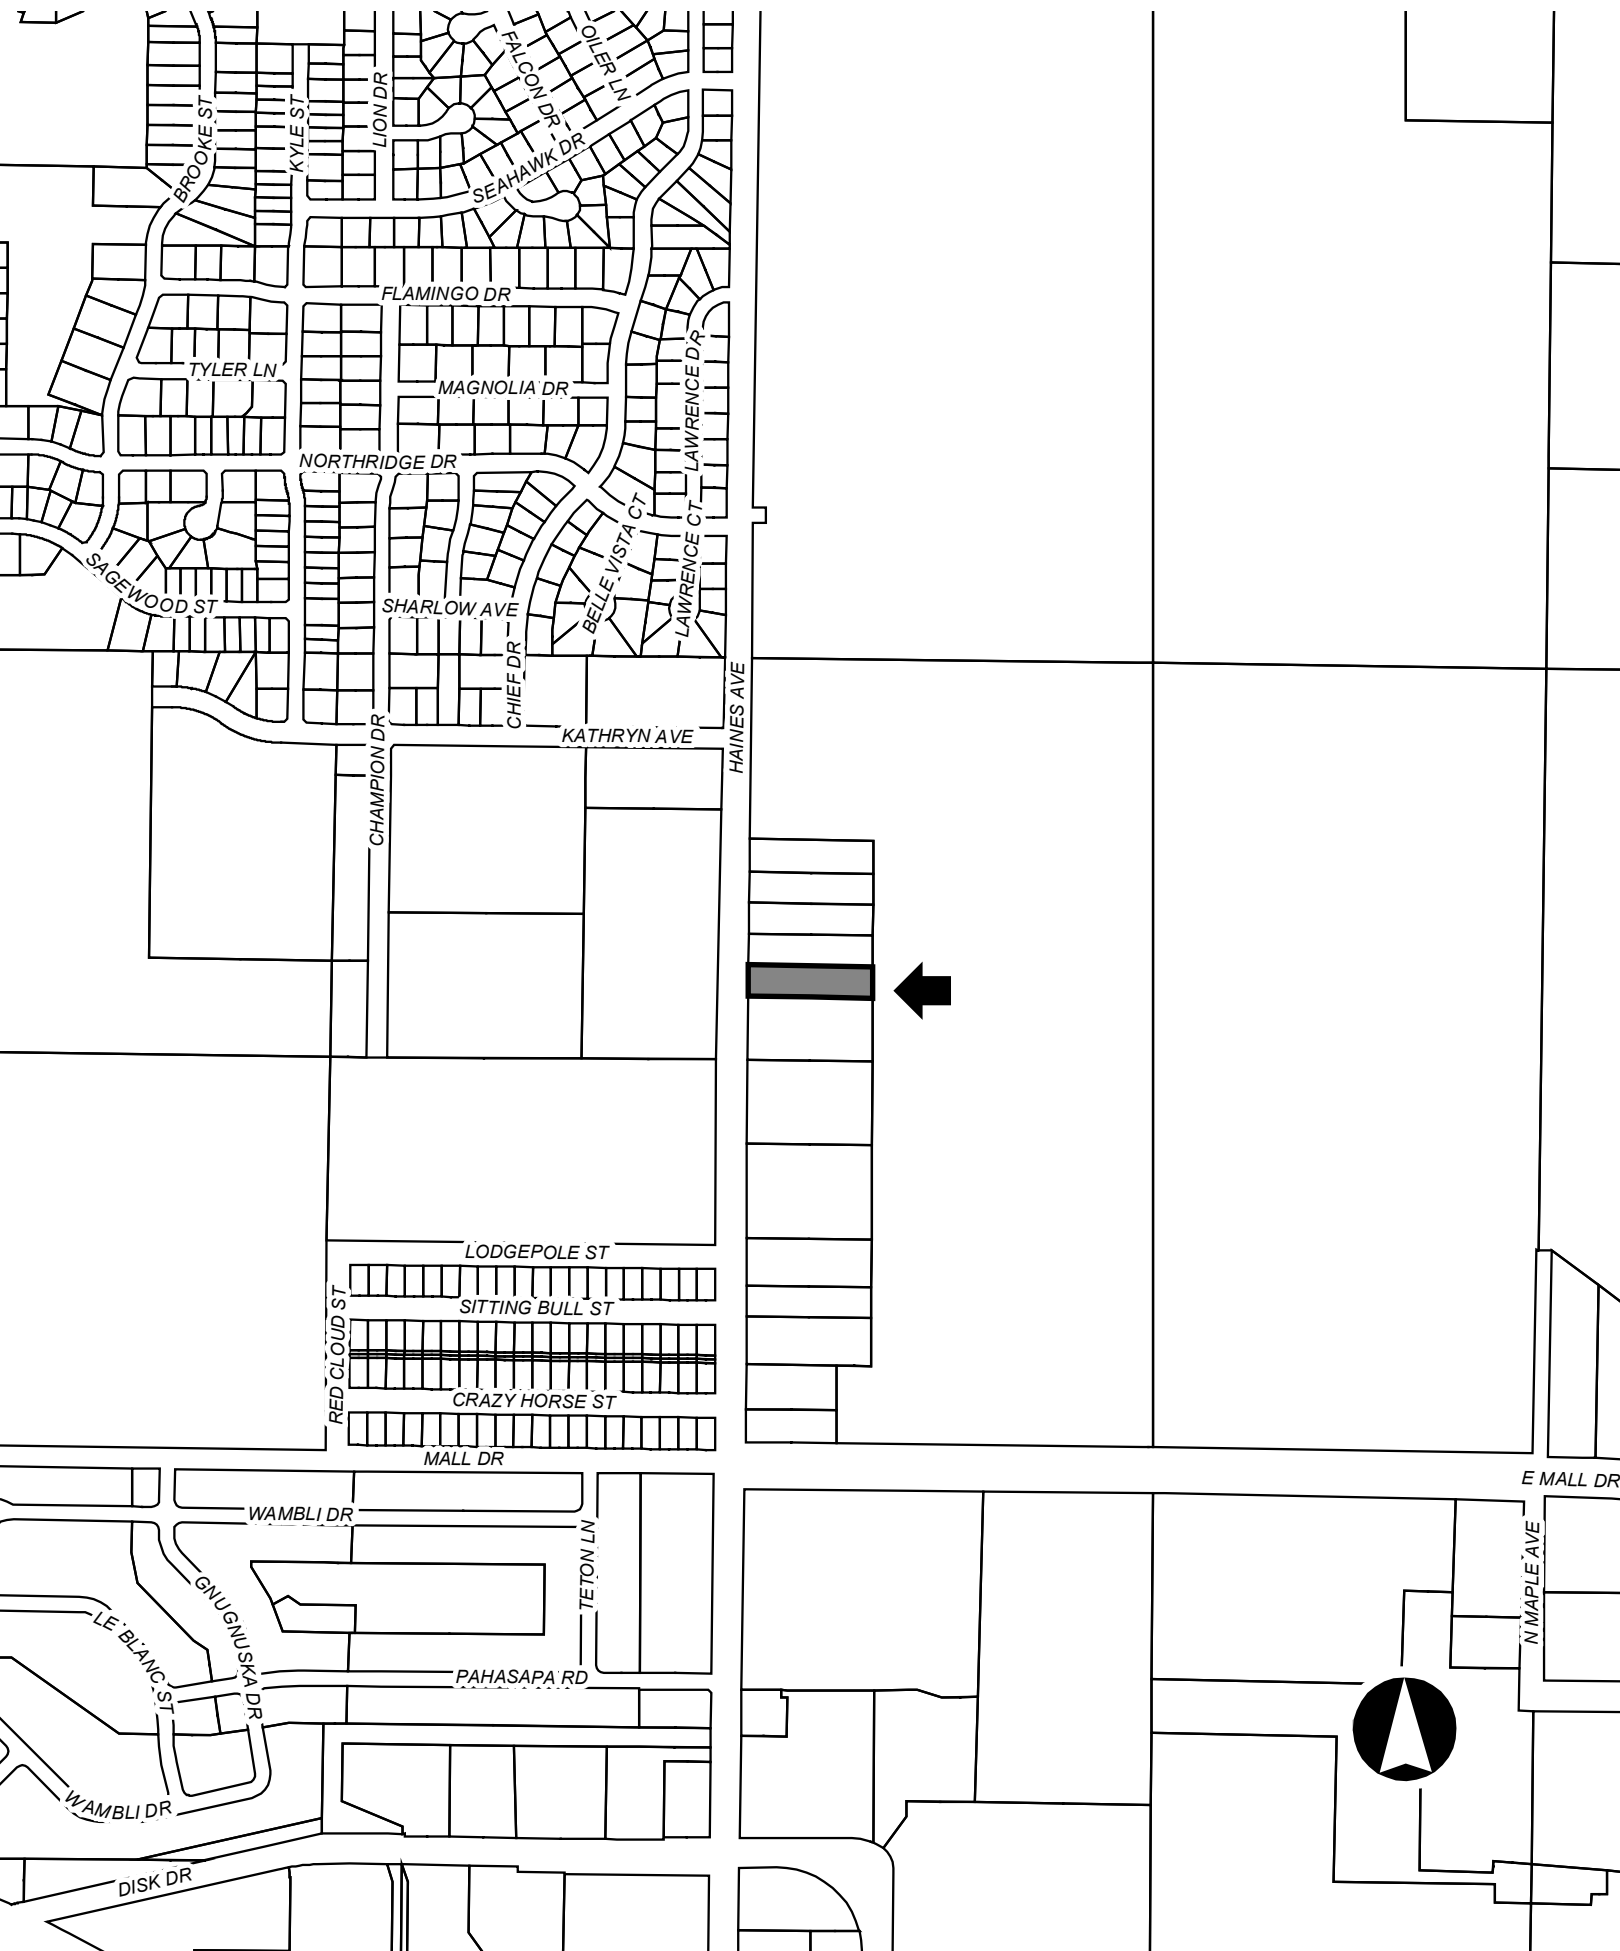 FALCON DR
OILER LN
LION DR
BROOKE ST
KYLE ST
SEAHAWK DR
FLAMINGO DR
LAWRENCE DR
TYLER LN
MAGNOLIA DR
NORTHRIDGE DR
BELLE VISTA CT
LAWRENCE CT
SAGEWOOD ST
SHARLOW AVE
CHIEF DR
HAINES AVE
CHAMPION DR
KATHRYN AVE
LODGEPOLE ST
RED CLOUD ST
SITTING BULL ST
CRAZY HORSE ST
MALL DR
E MALL DR
WAMBLI DR
TETON LN
N MAPLE AVE
GNUGNUSKA DR
LE BLANC ST
PAHASAPA RD
WAMBLI DR
DISK DR